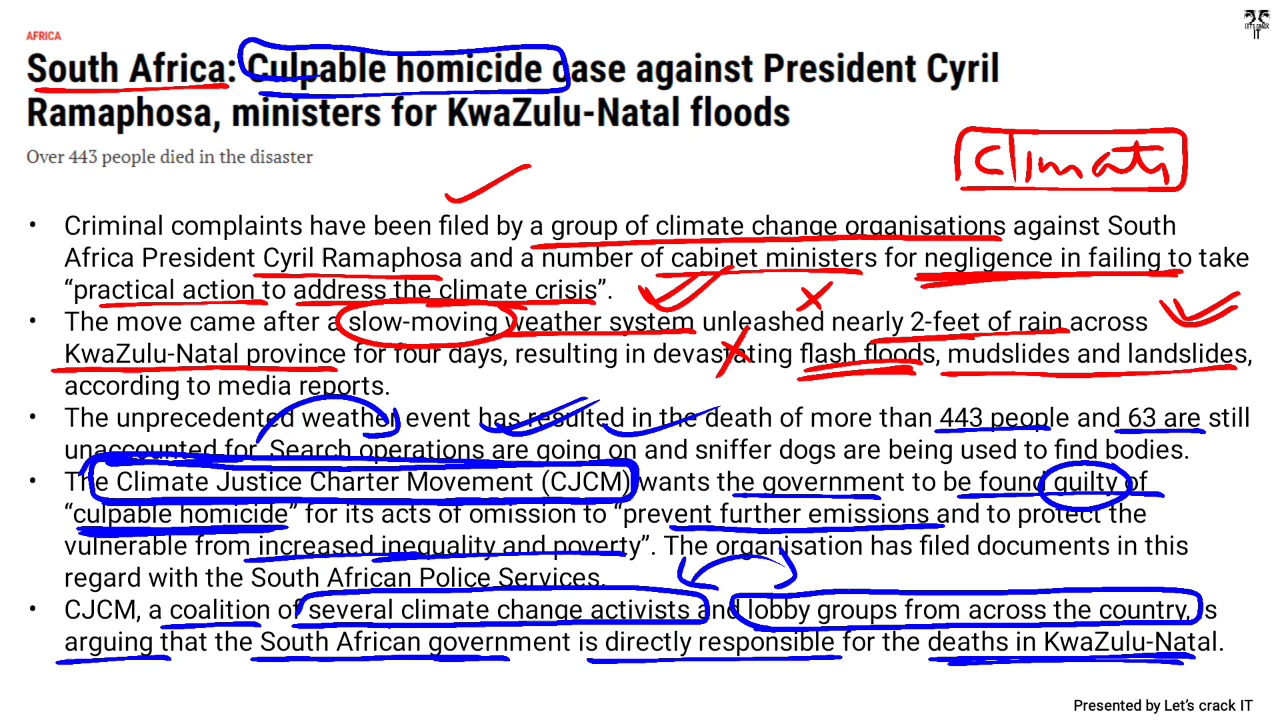 AFRICA
LET'S CRACK
IT
South Africa: Culpable homicide case against President Cyril
Ramaphosa, ministers for KwaZulu-Natal floods
Over 443 people died in the disaster
Climate
• Criminal complaints have been filed by a group of climate change organisations against South
Africa President Cyril Ramaphosa and a number of cabinet ministers for negligence in failing to take
“practical action to address the climate crisis”.
• The move came after a slow-moving weather system unleashed nearly 2-feet of rain across
KwaZulu-Natal province for four days, resulting in devastating flash floods, mudslides and landslides,
according to media reports.
• The unprecedented weather event has resulted in the death of more than 443 people and 63 are still
unaccounted for. Search operations are going on and sniffer dogs are being used to find bodies.
• The Climate Justice Charter Movement (CJCM) wants the government to be found guilty of
“culpable homicide” for its acts of omission to “prevent further emissions and to protect the
vulnerable from increased inequality and poverty”. The organisation has filed documents in this
regard with the South African Police Services.
• CJCM, a coalition of several climate change activists and lobby groups from across the country, is
arguing that the South African government is directly responsible for the deaths in KwaZulu-Natal.
Presented by Let’s crack IT